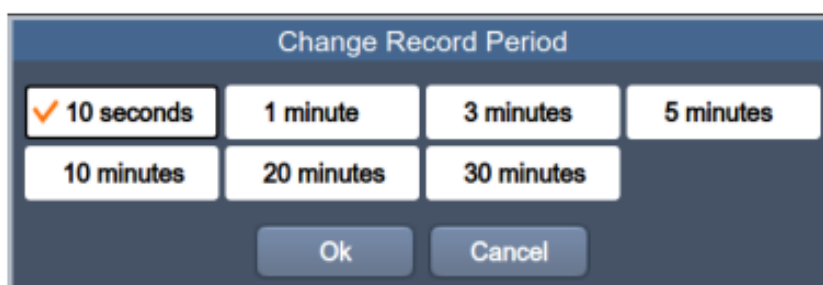 Change Record Period
10 seconds 1 minute 3 minutes 5 minutes
10 minutes 20 minutes 30 minutes
Ok Cancel